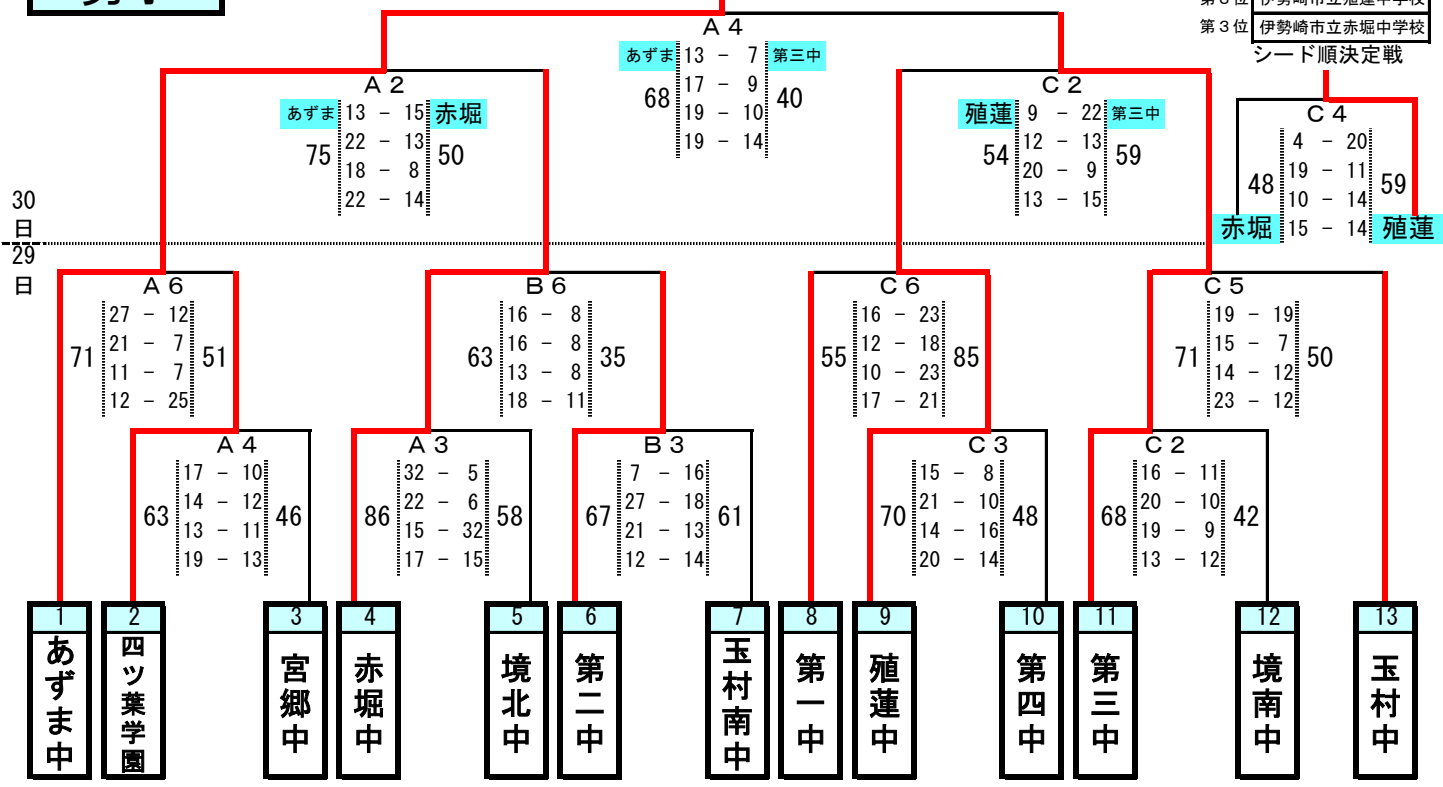 第３位 伊勢崎市立赤堀中学校
シード順決定戦
Ａ４
あずま 13 － 7 第三中
17 － 9
68 40
19 － 10
19 － 14
Ａ２
あずま 13 － 15 赤堀
22 － 13
75 50
18 － 8
22 － 14
Ｃ２
殖蓮 9 － 22 第三中
12 － 13
54 59
20 － 9
13 － 15
Ｃ４
4 － 20
19 － 11
48 59
10 － 14
赤堀 15 － 14 殖蓮
30
日
29
日
Ａ６
27 － 12
21 － 7
71 51
11 － 7
12 － 25
Ｂ６
16 － 8
16 － 8
63 35
13 － 8
18 － 11
Ｃ６
16 － 23
12 － 18
55 85
10 － 23
17 － 21
Ｃ５
19 － 19
15 － 7
71 50
14 － 12
23 － 12
Ａ４
17 － 10
14 － 12
63 46
13 － 11
19 － 13
Ａ３
32 － 5
22 － 6
86 58
15 － 32
17 － 15
Ｂ３
7 － 16
27 － 18
67 61
21 － 13
12 － 14
Ｃ３
15 － 8
21 － 10
70 48
14 － 16
20 － 14
Ｃ２
16 － 11
20 － 10
68 42
19 － 9
13 － 12
1 2 3 4 5 6 7 8 9 10 11 12 13
あずま中
四ツ葉学園
宮郷中
赤堀中
境北中
第二中
玉村南中
第一中
殖蓮中
第四中
第三中
境南中
玉村中